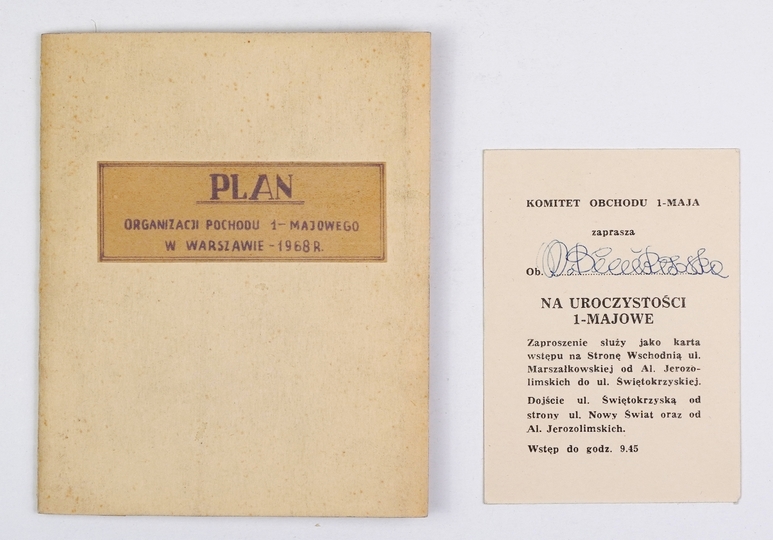 PLAN
ORGANIZACJI POCHODU 1-MAJOWEGO
W WARSZAWIE - 1968 R.
KOMITET OBCHODU 1-MAJA
zaprasza
Ob.
NA UROCZYSTOŚCI
1-MAJOWE
Zaproszenie służy jako karta
wstępu na Stronę Wschodnią ul.
Marszałkowskiej od Al. Jerozo-
limskich do ul. Świętokrzyskiej.
Dojście ul. Świętokrzyską od
strony ul. Nowy Świat oraz od
Al. Jerozolimskich.
Wstęp do godz. 9.45